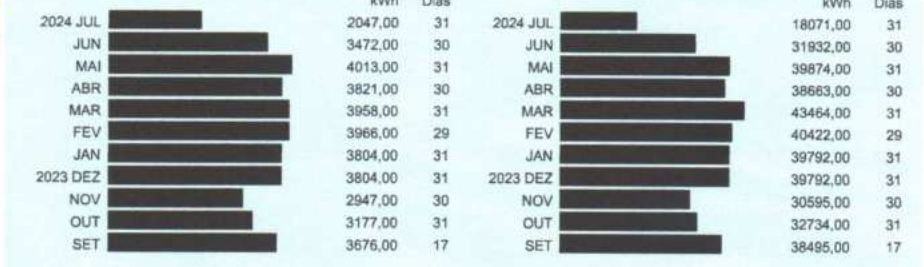 kWh Dias kWh Dias
2024 JUL 2047,00 31 2024 JUL 18071,00 31
JUN 3472,00 30 JUN 31932,00 30
MAI 4013,00 31 MAI 39874,00 31
ABR 3821,00 30 ABR 38663,00 30
MAR 3958,00 31 MAR 43464,00 31
FEV 3966,00 29 FEV 40422,00 29
JAN 3804,00 31 JAN 39792,00 31
2023 DEZ 3804,00 31 2023 DEZ 39792,00 31
NOV 2947,00 30 NOV 30595,00 30
OUT 3177,00 31 OUT 32734,00 31
SET 3676,00 17 SET 38495,00 17